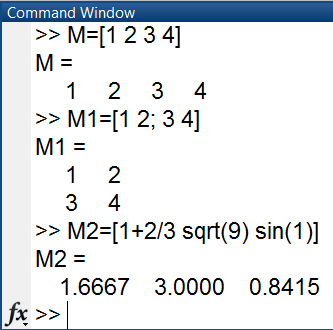 Command Window
>> M=[1 2 3 4]
M =
1 2 3 4
>> M1=[1 2; 3 4]
M1 =
1 2
3 4
>> M2=[1+2/3 sqrt(9) sin(1)]
M2 =
1.6667 3.0000 0.8415
fx >>